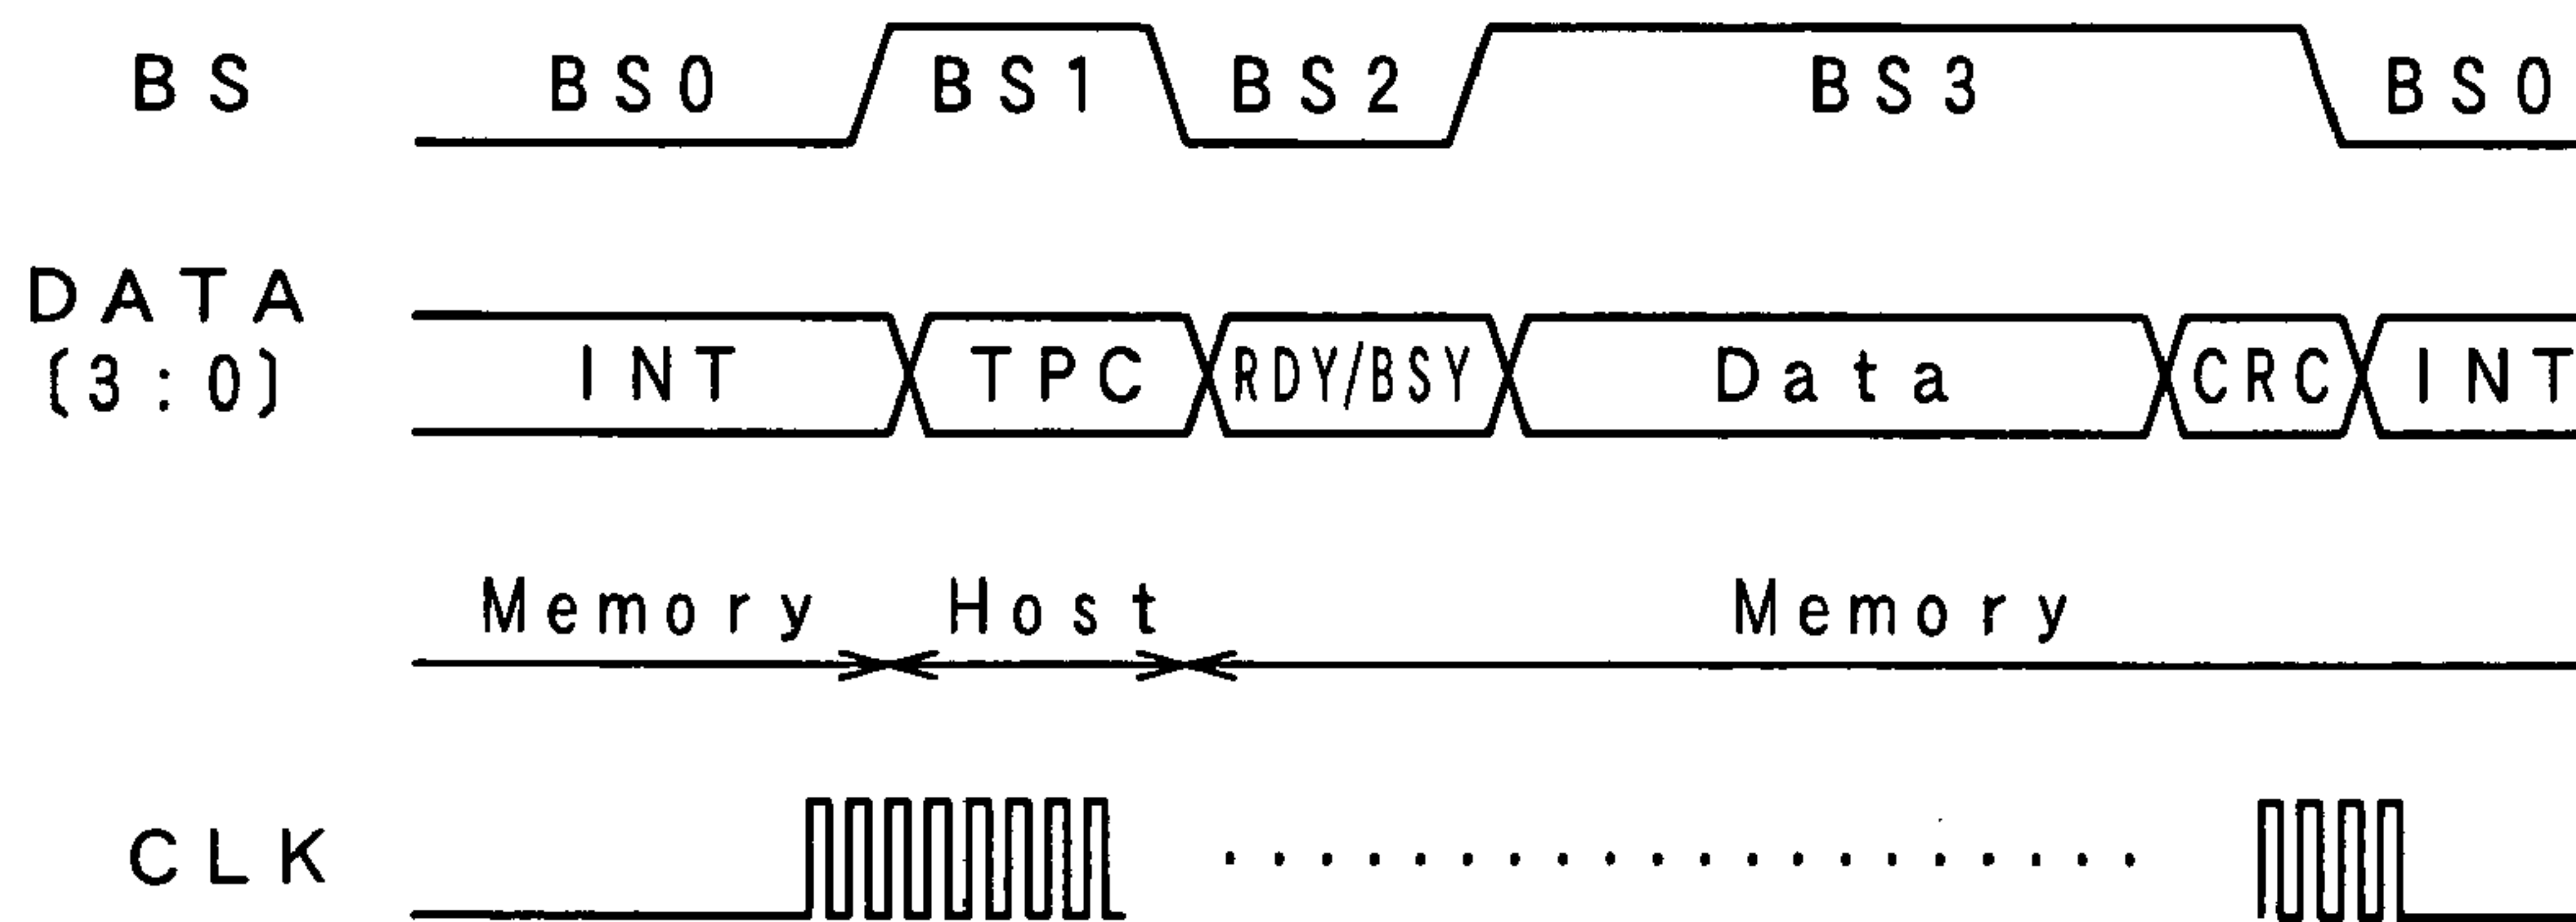 BS BS0 BS1 BS2 BS3 BS0
DATA
(3:0) INT TPC RDY/BSY Data CRC INT
Memory Host Memory
CLK